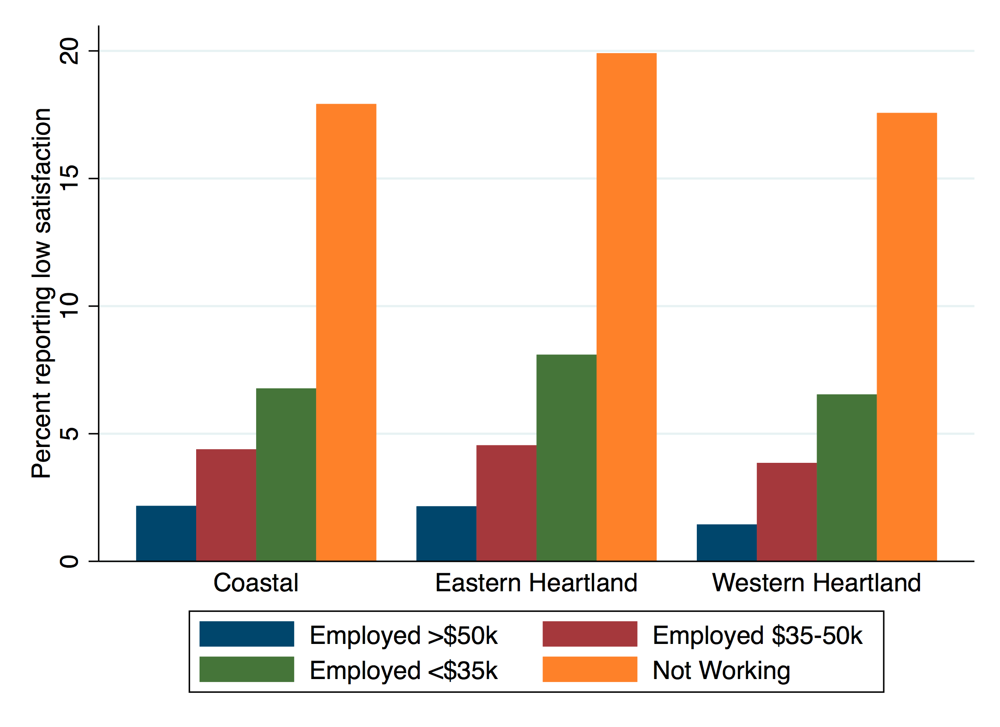 Percent reporting low satisfaction
20
15
10
5
0
Coastal
Eastern Heartland
Western Heartland
Employed >$50k
Employed $35-50k
Employed <$35k
Not Working